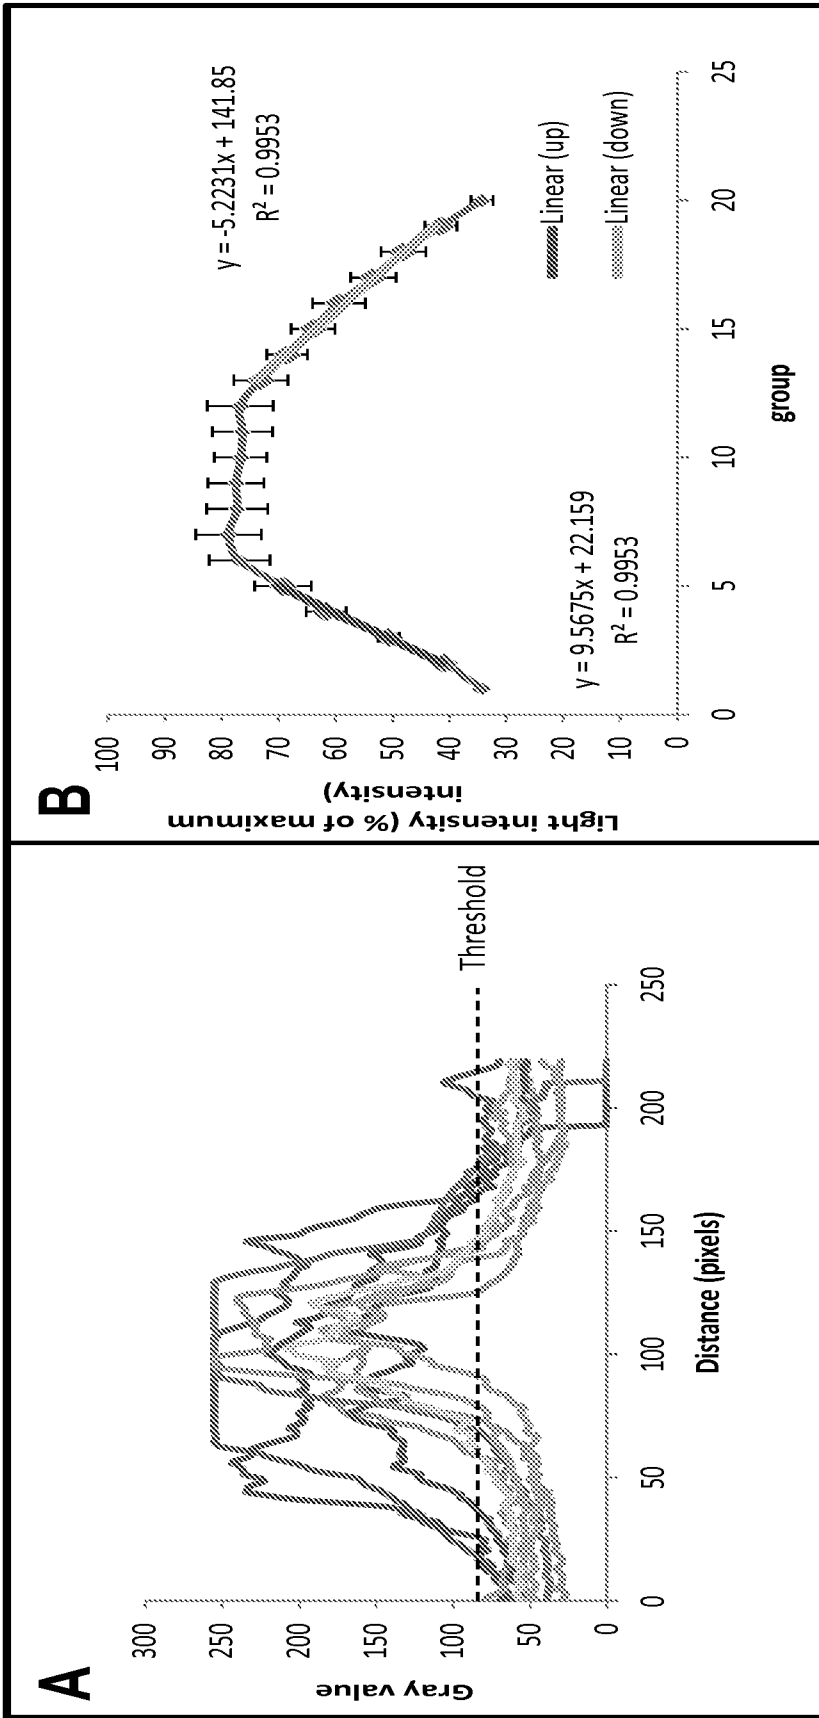 A
Gray value
300
250
200
150
100
50
0
0
50
100
150
200
250
Distance (pixels)
Threshold
B
Light intensity (% of maximum
intensity)
100
90
80
70
60
50
40
30
20
10
0
0
5
10
15
20
25
group
y = -5.2231x + 141.85
R² = 0.9953
y = 9.5675x + 22.159
R² = 0.9953
Linear (up)
Linear (down)